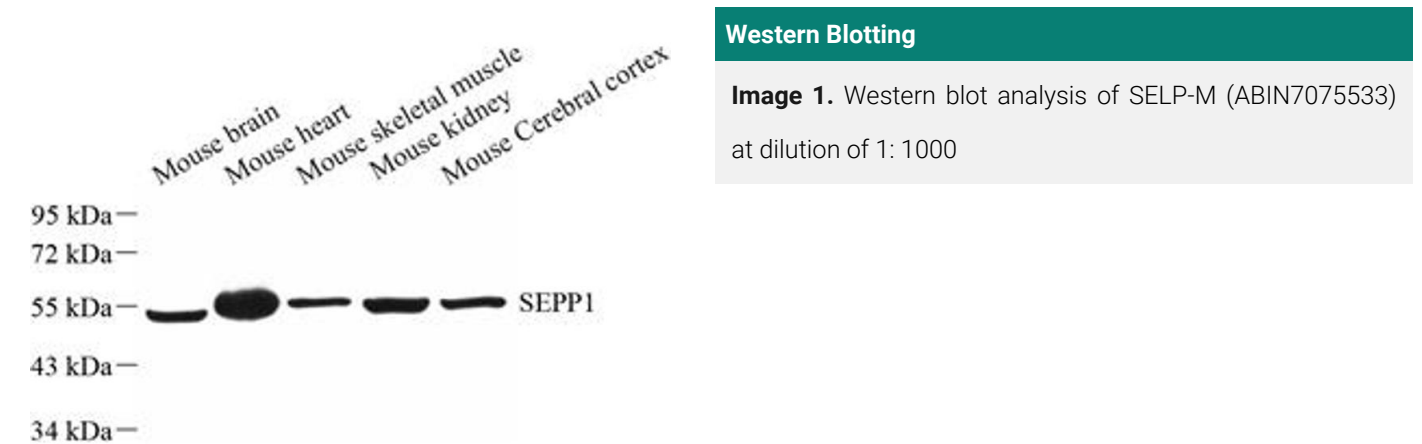 Mouse brain
Mouse heart
Mouse skeletal muscle
Mouse kidney
Mouse Cerebral cortex
95 kDa
72 kDa
55 kDa
SEPP1
43 kDa
34 kDa
Western Blotting
Image 1. Western blot analysis of SELP-M (ABIN7075533)
at dilution of 1: 1000